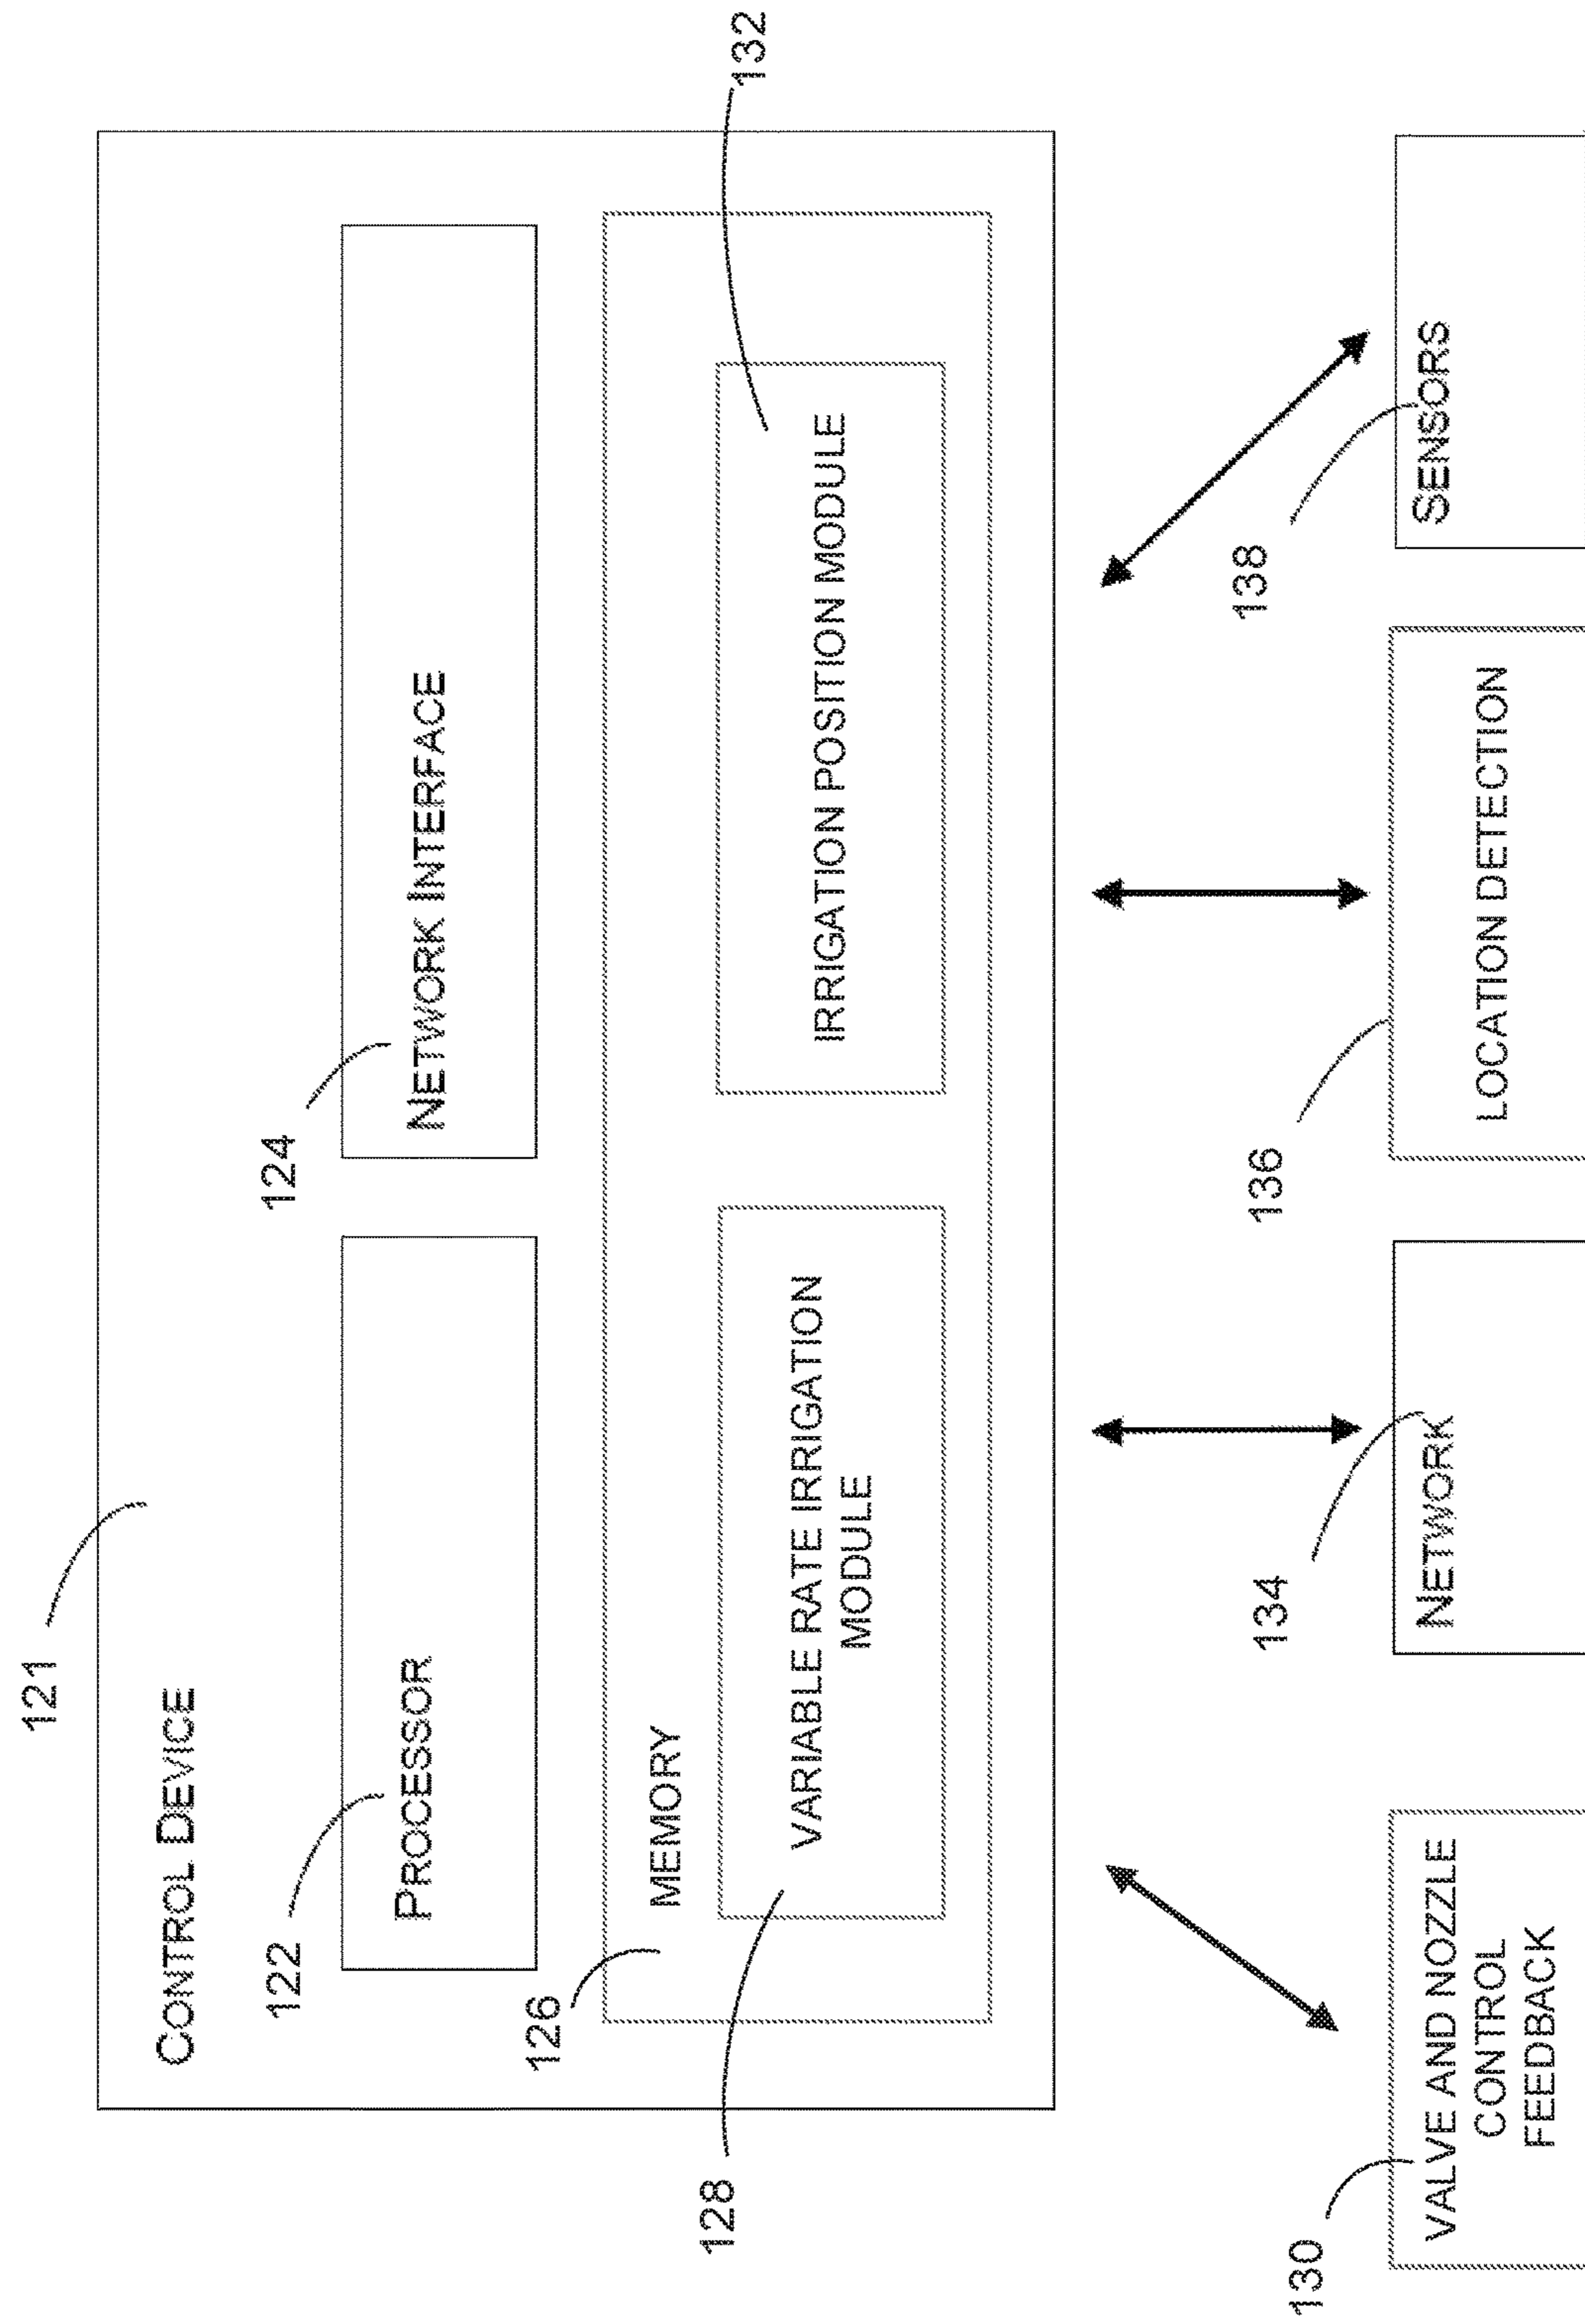 121
CONTROL DEVICE
122
PROCESSOR
124
NETWORK INTERFACE
126
MEMORY
128
VARIABLE RATE IRRIGATION
MODULE
IRRIGATION POSITION MODULE
132
130
VALVE AND NOZZLE
CONTROL
FEEDBACK
134
NETWORK
136
LOCATION DETECTION
138
SENSORS